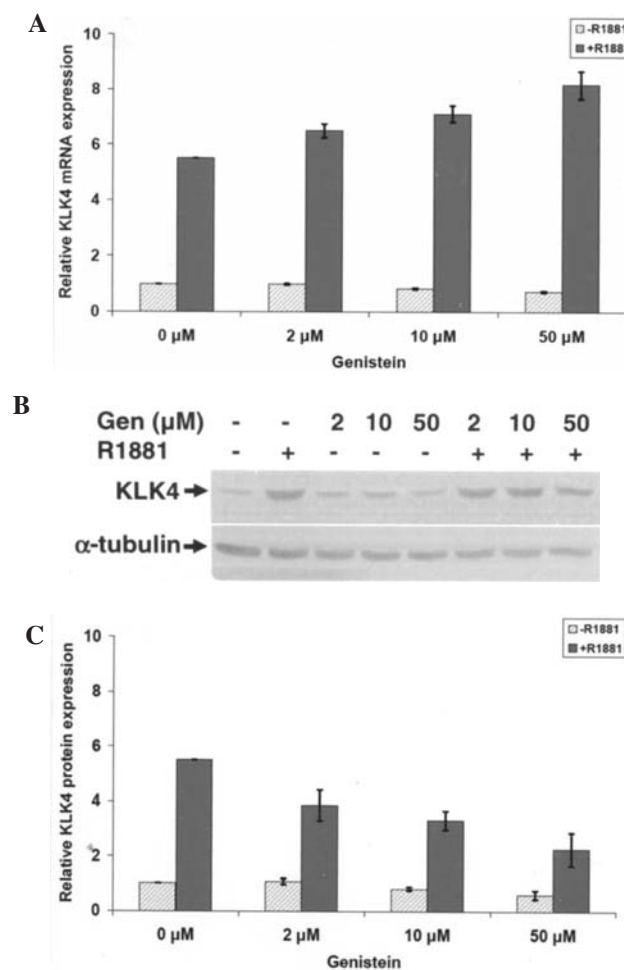 A
-R1881
+R1881
Relative KLK4 mRNA expression
10
8
6
4
2
0
0 μM 2 μM 10 μM 50 μM
Genistein
B
Gen (μM) - - 2 10 50 2 10 50
R1881 - + - - - + + +
KLK4
α-tubulin
C
-R1881
+R1881
Relative KLK4 protein expression
10
8
6
4
2
0
0 μM 2 μM 10 μM 50 μM
Genistein